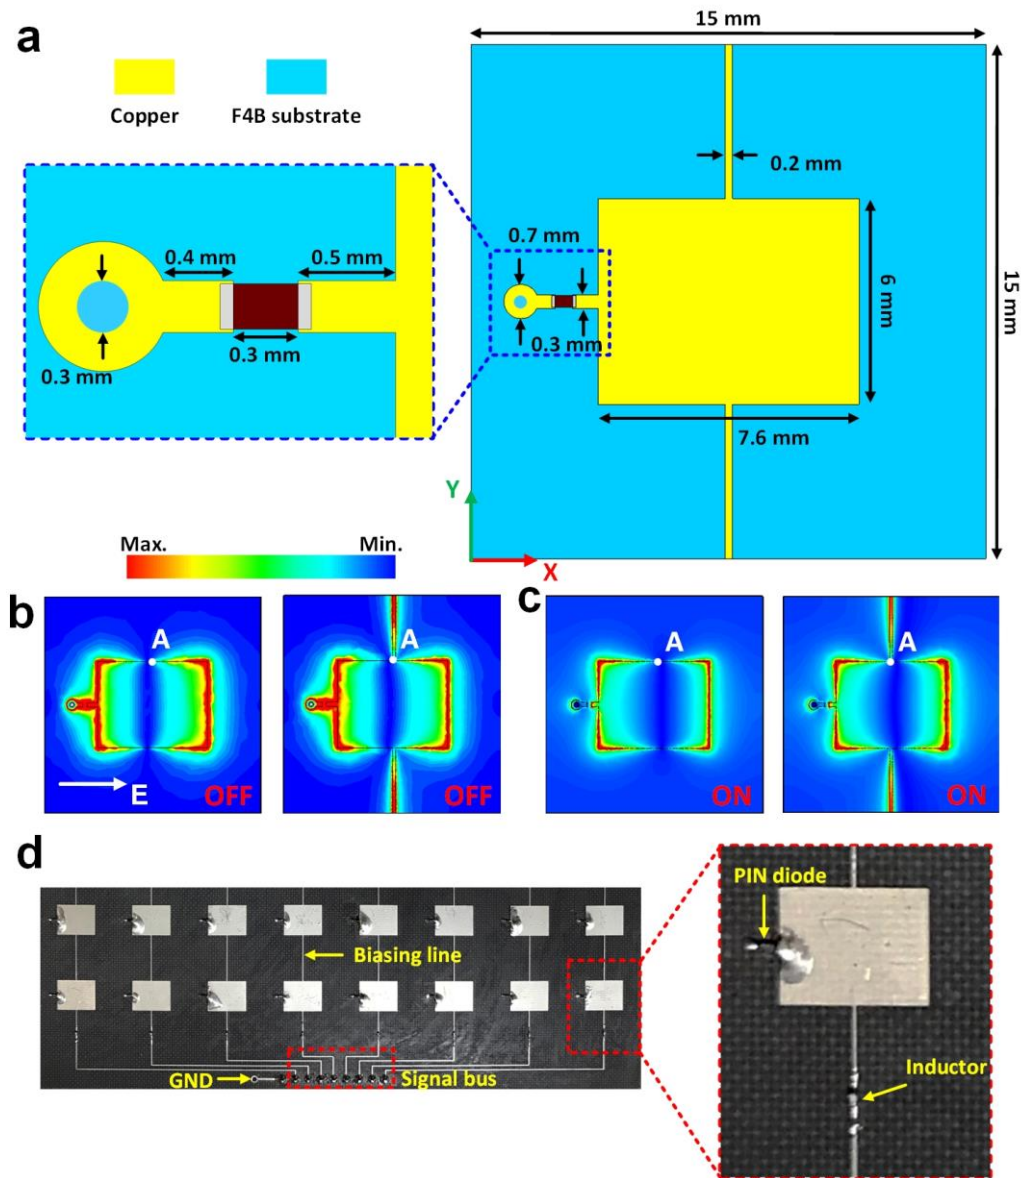 a
15 mm
Copper
F4B substrate
0.2 mm
0.7 mm
0.4 mm
0.5 mm
6 mm
15 mm
0.3 mm
0.3 mm
0.3 mm
7.6 mm
Y
X
Max.
Min.
b
c
A
A
A
A
E
OFF
OFF
ON
ON
d
PIN diode
Biasing line
Inductor
GND
Signal bus